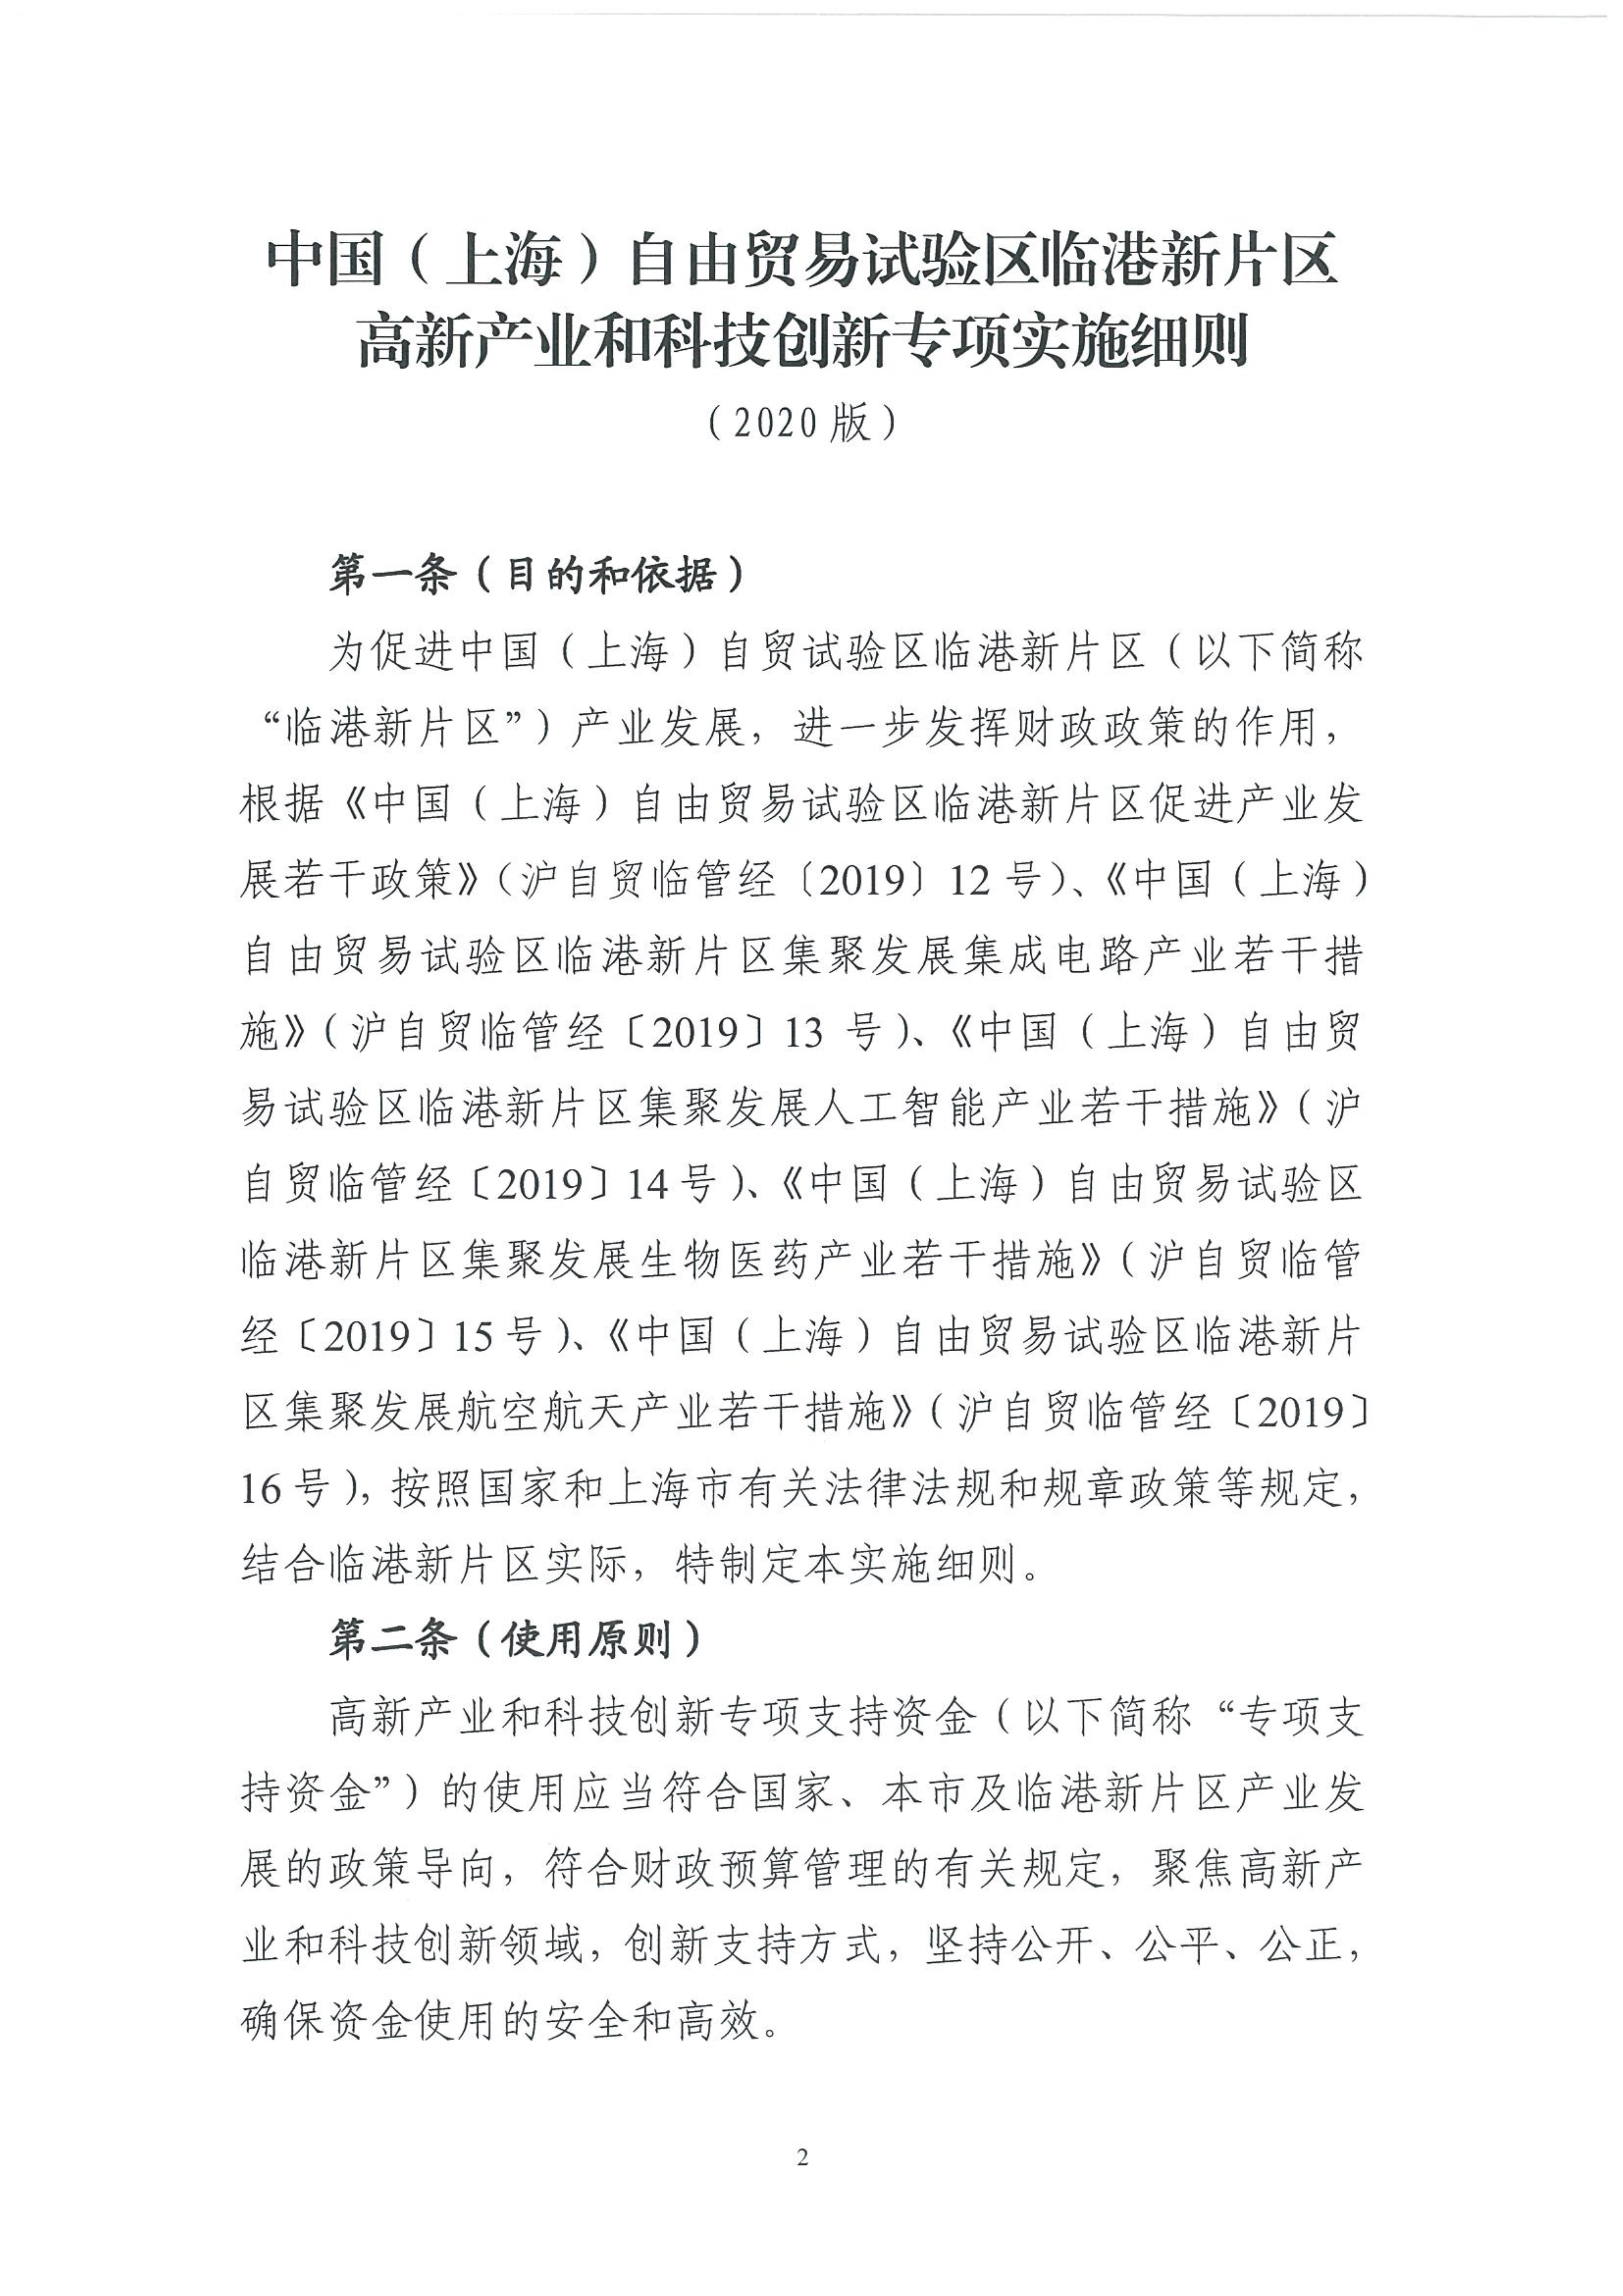 中国（上海）自由贸易试验区临港新片区
高新产业和科技创新专项实施细则
（2020 版）
第一条（目的和依据）
为促进中国（上海）自贸试验区临港新片区（以下简称
“临港新片区”）产业发展，进一步发挥财政政策的作用，
根据《中国（上海）自由贸易试验区临港新片区促进产业发
展若干政策》（沪自贸临管经〔2019〕12 号）、《中国（上海）
自由贸易试验区临港新片区集聚发展集成电路产业若干措
施》（沪自贸临管经〔2019〕13 号）、《中国（上海）自由贸
易试验区临港新片区集聚发展人工智能产业若干措施》（沪
自贸临管经〔2019〕14 号）、《中国（上海）自由贸易试验区
临港新片区集聚发展生物医药产业若干措施》（沪自贸临管
经〔2019〕15 号）、《中国（上海）自由贸易试验区临港新片
区集聚发展航空航天产业若干措施》（沪自贸临管经〔2019〕
16 号），按照国家和上海市有关法律法规和规章政策等规定，
结合临港新片区实际，特制定本实施细则。
第二条（使用原则）
高新产业和科技创新专项支持资金（以下简称“专项支
持资金”）的使用应当符合国家、本市及临港新片区产业发
展的政策导向，符合财政预算管理的有关规定，聚焦高新产
业和科技创新领域，创新支持方式，坚持公开、公平、公正，
确保资金使用的安全和高效。
2